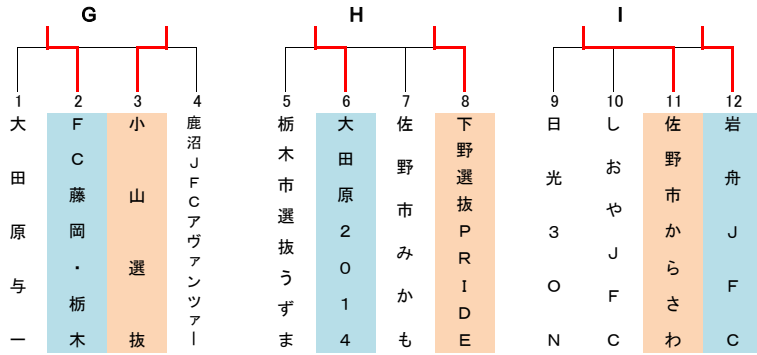 G
H
I
1
2
3
4
5
6
7
8
9
10
11
12
大田原与一
FC藤岡・栃木
小山選抜
鹿沼JFCアヴァンツァー
栃木市選抜うずま
大田原2014
佐野市みかも
下野選抜PRIDE
日光3ON
しおやJFC
佐野市からさわ
岩舟JFC